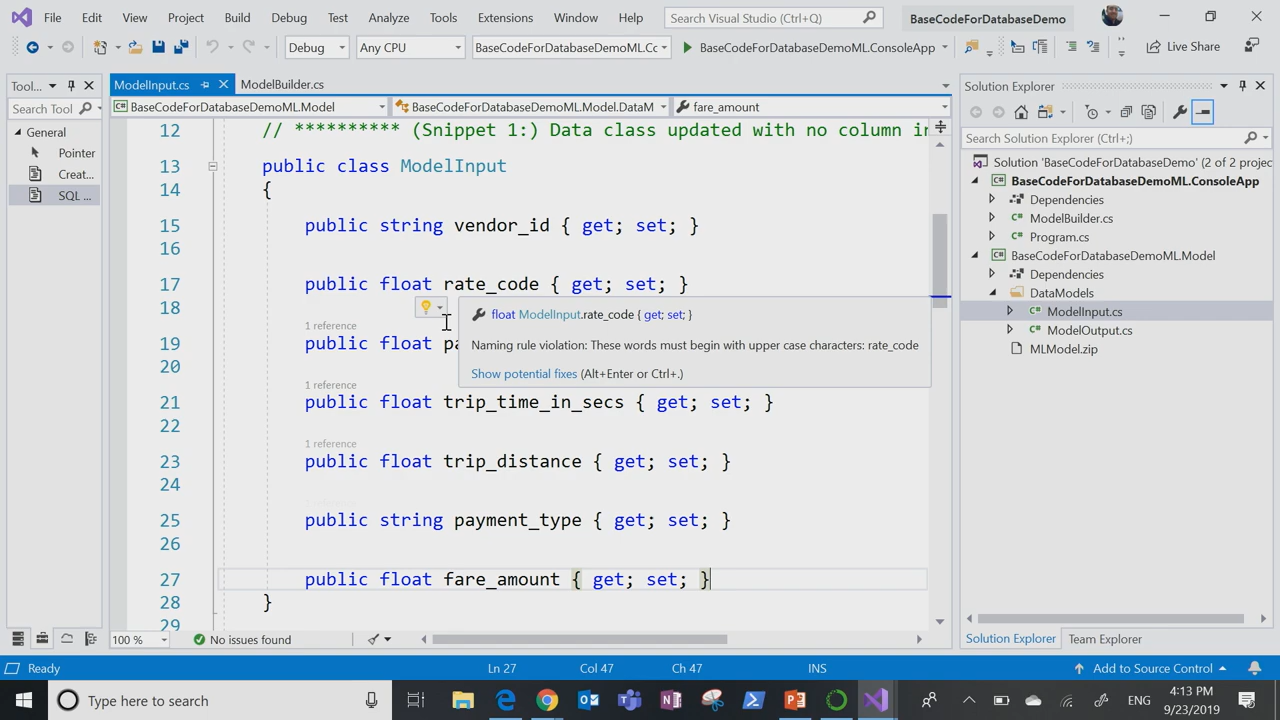 File Edit View Project Build Debug Test Analyze Tools Extensions Window Help Search Visual Studio (Ctrl+Q) BaseCodeForDatabaseDemo
Debug Any CPU BaseCodeForDatabaseDemoML.Cc BaseCodeForDatabaseDemoML.ConsoleApp Live Share
Tool...
Search Tool
General
Pointer
Creat...
SQL ...
ModelInput.cs ModelBuilder.cs
BaseCodeForDatabaseDemoML.Model BaseCodeForDatabaseDemoML.Model.DataM fare_amount
12 // ********** (Snippet 1:) Data class updated with no column in
13 public class ModelInput
14 {
15 public string vendor_id { get; set; }
16
17 public float rate_code { get; set; }
18
float ModelInput.rate_code { get; set; }
Naming rule violation: These words must begin with upper case characters: rate_code
Show potential fixes (Alt+Enter or Ctrl+.)
1 reference
19 public float pa
20
1 reference
21 public float trip_time_in_secs { get; set; }
22
1 reference
23 public float trip_distance { get; set; }
24
25 public string payment_type { get; set; }
26
27 public float fare_amount { get; set; }
28 }
29
100 % No issues found
Solution Explorer
Search Solution Explorer (Ctrl+;)
Solution 'BaseCodeForDatabaseDemo' (2 of 2 projec
BaseCodeForDatabaseDemoML.ConsoleApp
Dependencies
ModelBuilder.cs
Program.cs
BaseCodeForDatabaseDemoML.Model
Dependencies
DataModels
ModelInput.cs
ModelOutput.cs
MLModel.zip
Solution Explorer Team Explorer
Ready Ln 27 Col 47 Ch 47 INS Add to Source Control
Type here to search ENG 4:13 PM
9/23/2019